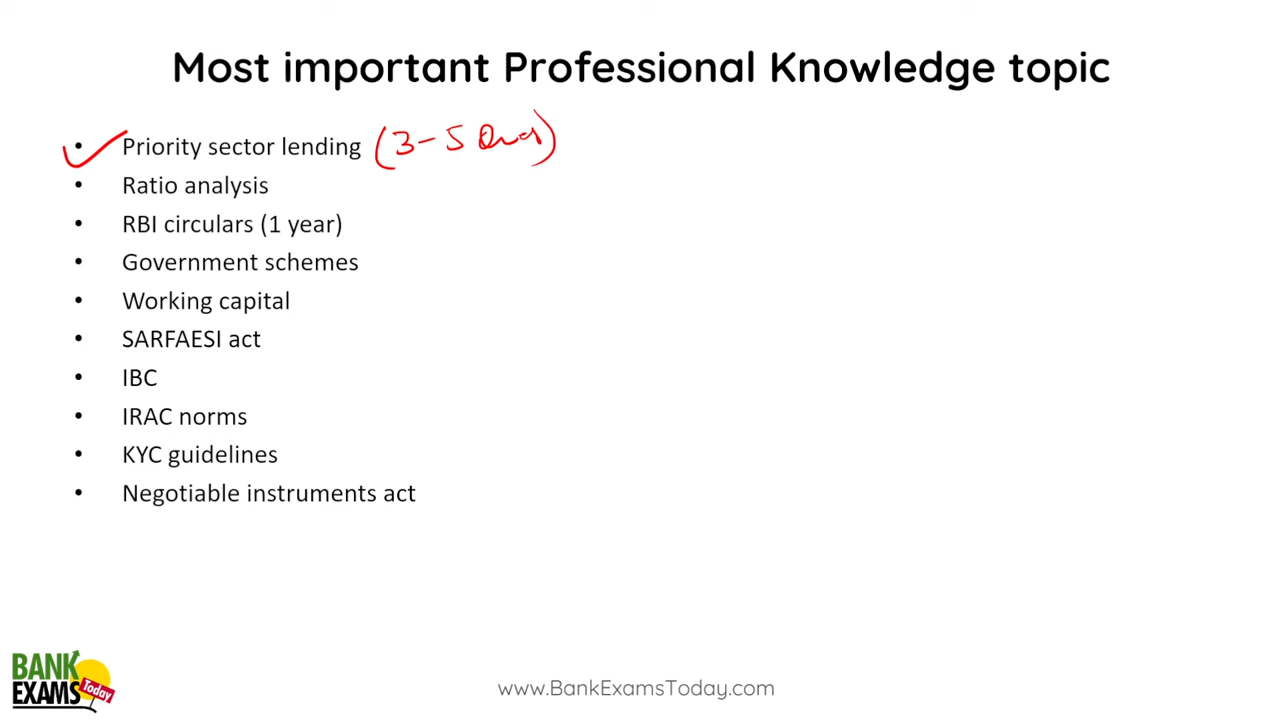 Most important Professional Knowledge topic
• Priority sector lending (3-5 Ques)
• Ratio analysis
• RBI circulars (1 year)
• Government schemes
• Working capital
• SARFAESI act
• IBC
• IRAC norms
• KYC guidelines
• Negotiable instruments act
BANK
EXAMS
Today
www.BankExamsToday.com